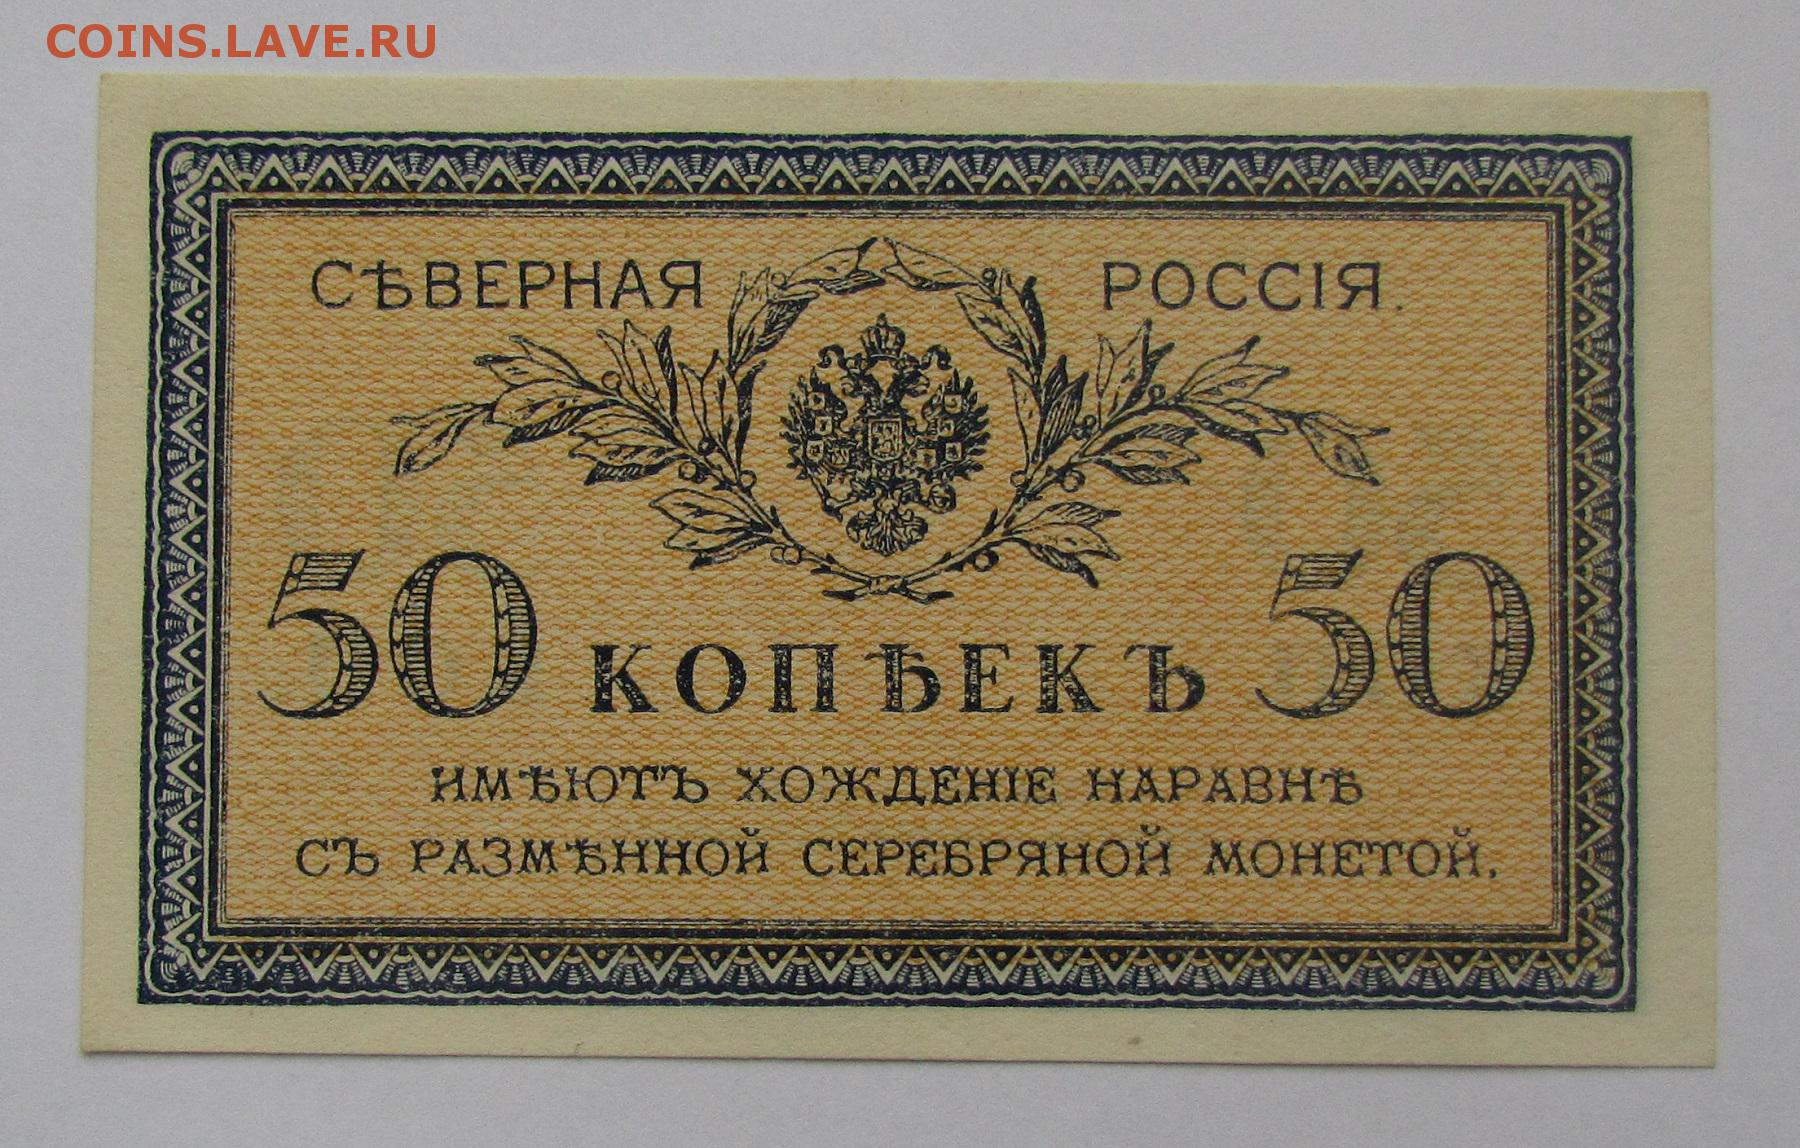 COINS.LAVE.RU
СѢВЕРНАЯ РОССІЯ.
50 КОПѢЕКЪ 50
ИМѢЮТЪ ХОЖДЕНІЕ НАРАВНѢ
СЪ РАЗМѢННОЙ СЕРЕБРЯНОЙ МОНЕТОЙ.